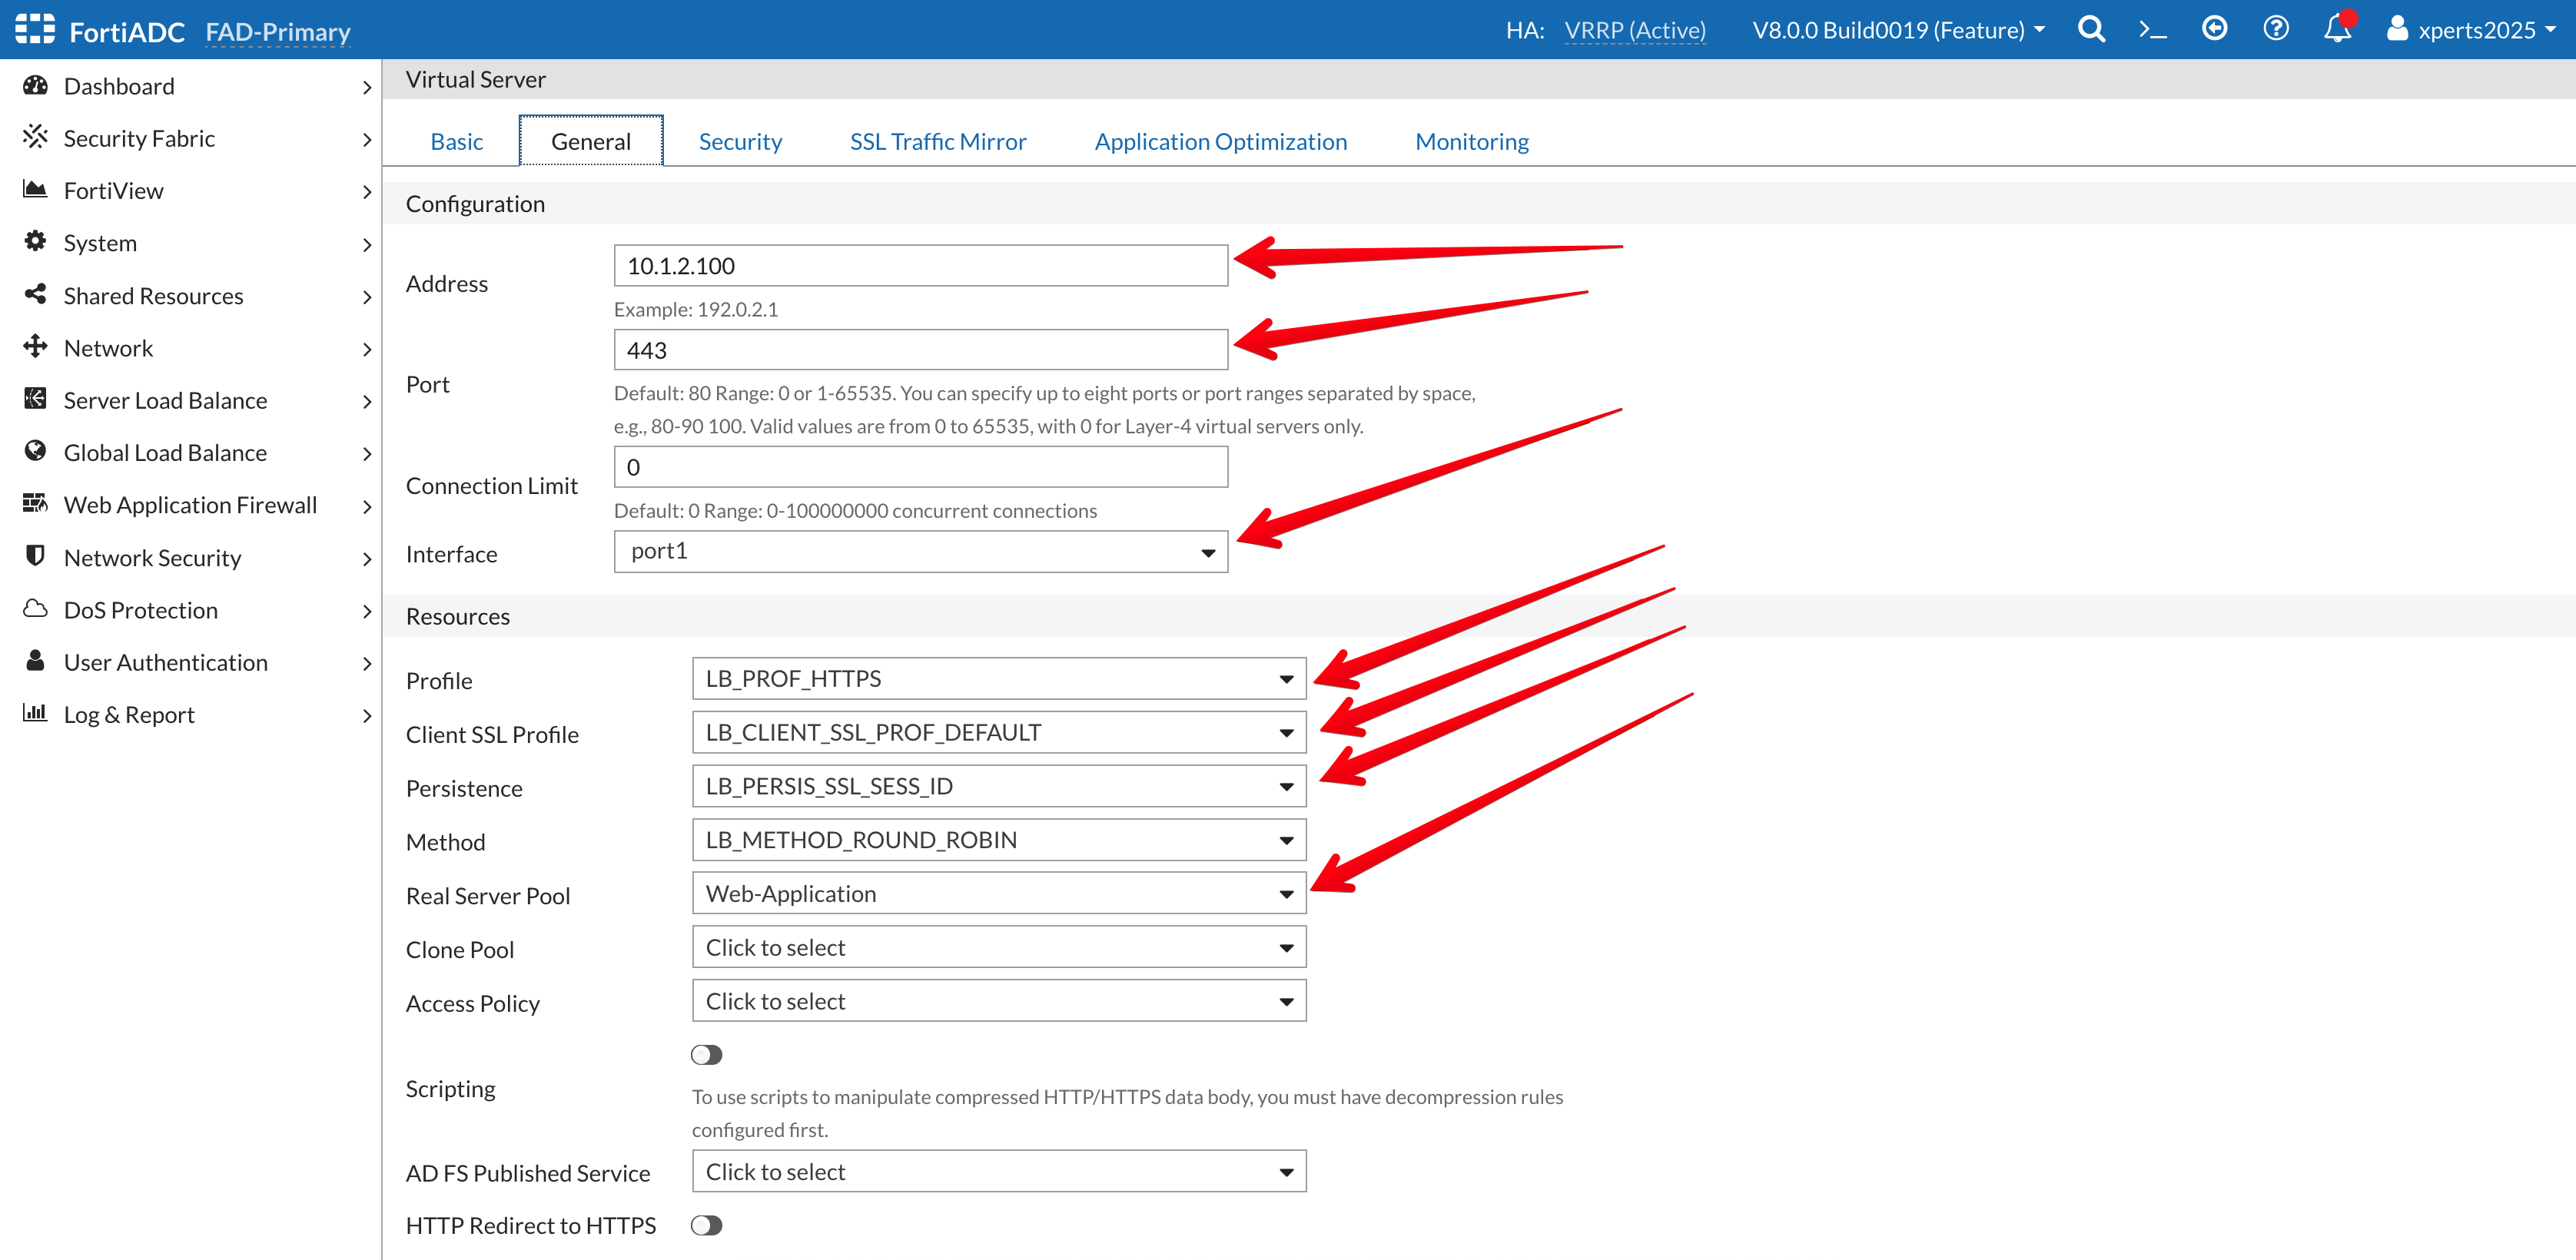 FortiADC FAD-Primary HA: VRRP (Active) V8.0.0 Build0019 (Feature) xperts2025
Dashboard
Security Fabric
FortiView
System
Shared Resources
Network
Server Load Balance
Global Load Balance
Web Application Firewall
Network Security
DoS Protection
User Authentication
Log & Report
Virtual Server
Basic General Security SSL Traffic Mirror Application Optimization Monitoring
Configuration
Address 10.1.2.100
Example: 192.0.2.1
Port 443
Default: 80 Range: 0 or 1-65535. You can specify up to eight ports or port ranges separated by space,
e.g., 80-90 100. Valid values are from 0 to 65535, with 0 for Layer-4 virtual servers only.
Connection Limit 0
Default: 0 Range: 0-100000000 concurrent connections
Interface port1
Resources
Profile LB_PROF_HTTPS
Client SSL Profile LB_CLIENT_SSL_PROF_DEFAULT
Persistence LB_PERSIS_SSL_SESS_ID
Method LB_METHOD_ROUND_ROBIN
Real Server Pool Web-Application
Clone Pool Click to select
Access Policy Click to select
Scripting
To use scripts to manipulate compressed HTTP/HTTPS data body, you must have decompression rules
configured first.
AD FS Published Service Click to select
HTTP Redirect to HTTPS